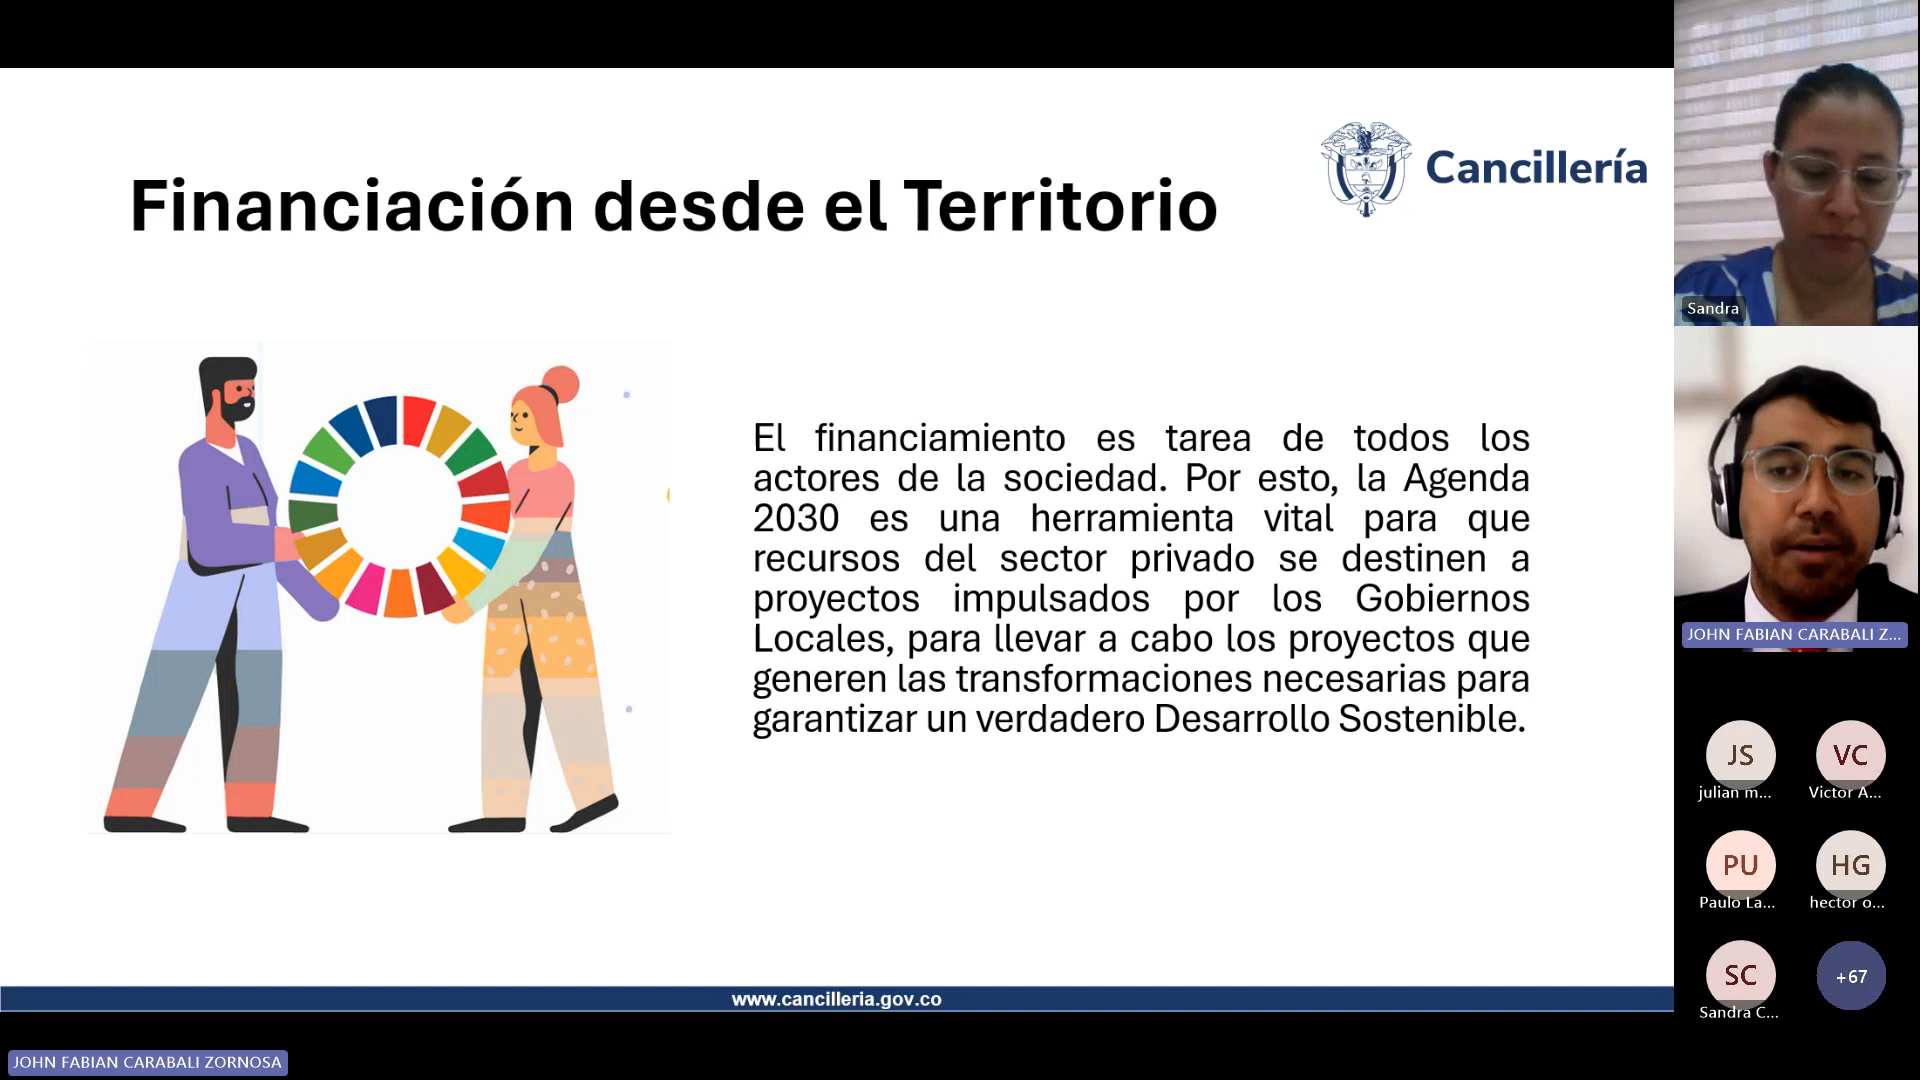 Financiación desde el Territorio
Cancillería
El financiamiento es tarea de todos los
actores de la sociedad. Por esto, la Agenda
2030 es una herramienta vital para que
recursos del sector privado se destinen a
proyectos impulsados por los Gobiernos
Locales, para llevar a cabo los proyectos que
generen las transformaciones necesarias para
garantizar un verdadero Desarrollo Sostenible.
www.cancilleria.gov.co
JOHN FABIAN CARABALI ZORNOSA
Sandra
JOHN FABIAN CARABALI Z...
JS
julian m...
VC
Victor A...
PU
Paulo La...
HG
hector o...
SC
Sandra C...
+67